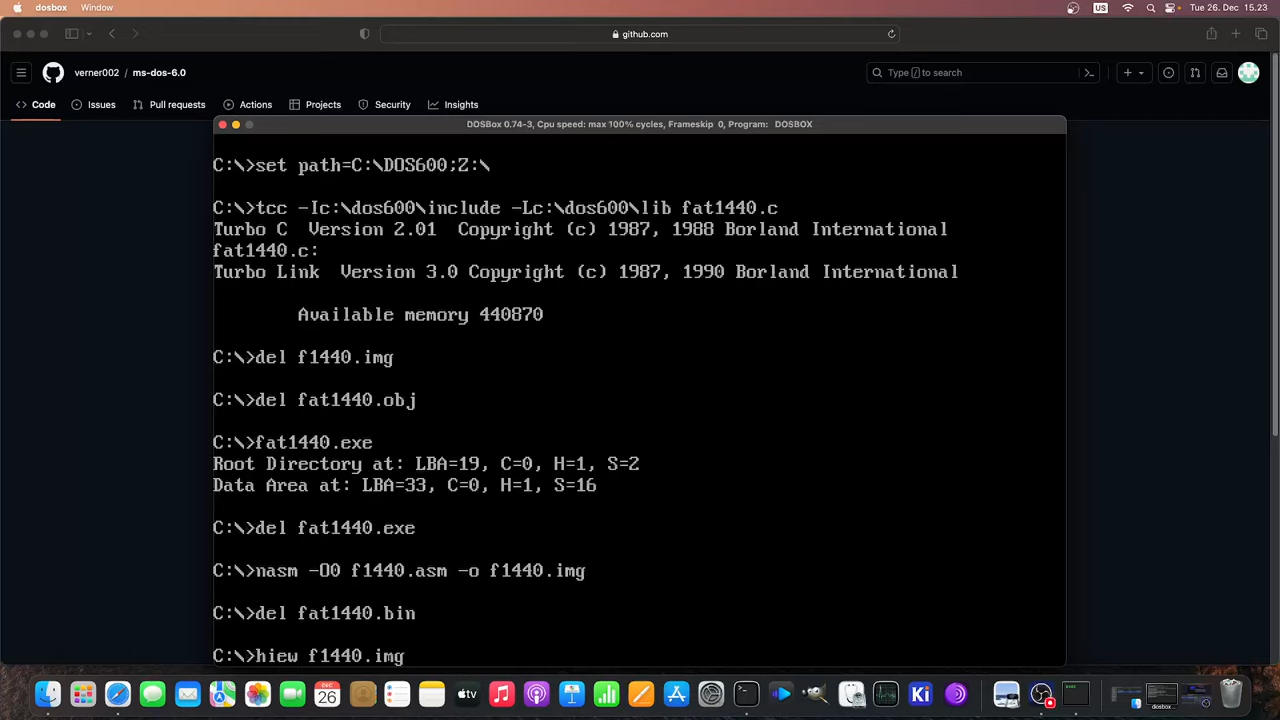 dosbox Window US Tue 26. Dec 15.23
github.com
verner002 / ms-dos-6.0 Type / to search
Code Issues Pull requests Actions Projects Security Insights
DOSBox 0.74-3, Cpu speed: max 100% cycles, Frameskip 0, Program: DOSBOX
C:\>set path=C:\DOS600;Z:\
C:\>tcc -Ic:\dos600\include -Lc:\dos600\lib fat1440.c
Turbo C Version 2.01 Copyright (c) 1987, 1988 Borland International
fat1440.c:
Turbo Link Version 3.0 Copyright (c) 1987, 1990 Borland International
Available memory 440870
C:\>del f1440.img
C:\>del fat1440.obj
C:\>fat1440.exe
Root Directory at: LBA=19, C=0, H=1, S=2
Data Area at: LBA=33, C=0, H=1, S=16
C:\>del fat1440.exe
C:\>nasm -O0 f1440.asm -o f1440.img
C:\>del fat1440.bin
C:\>hiew f1440.img
DEC
26 tv Ki
dosbox